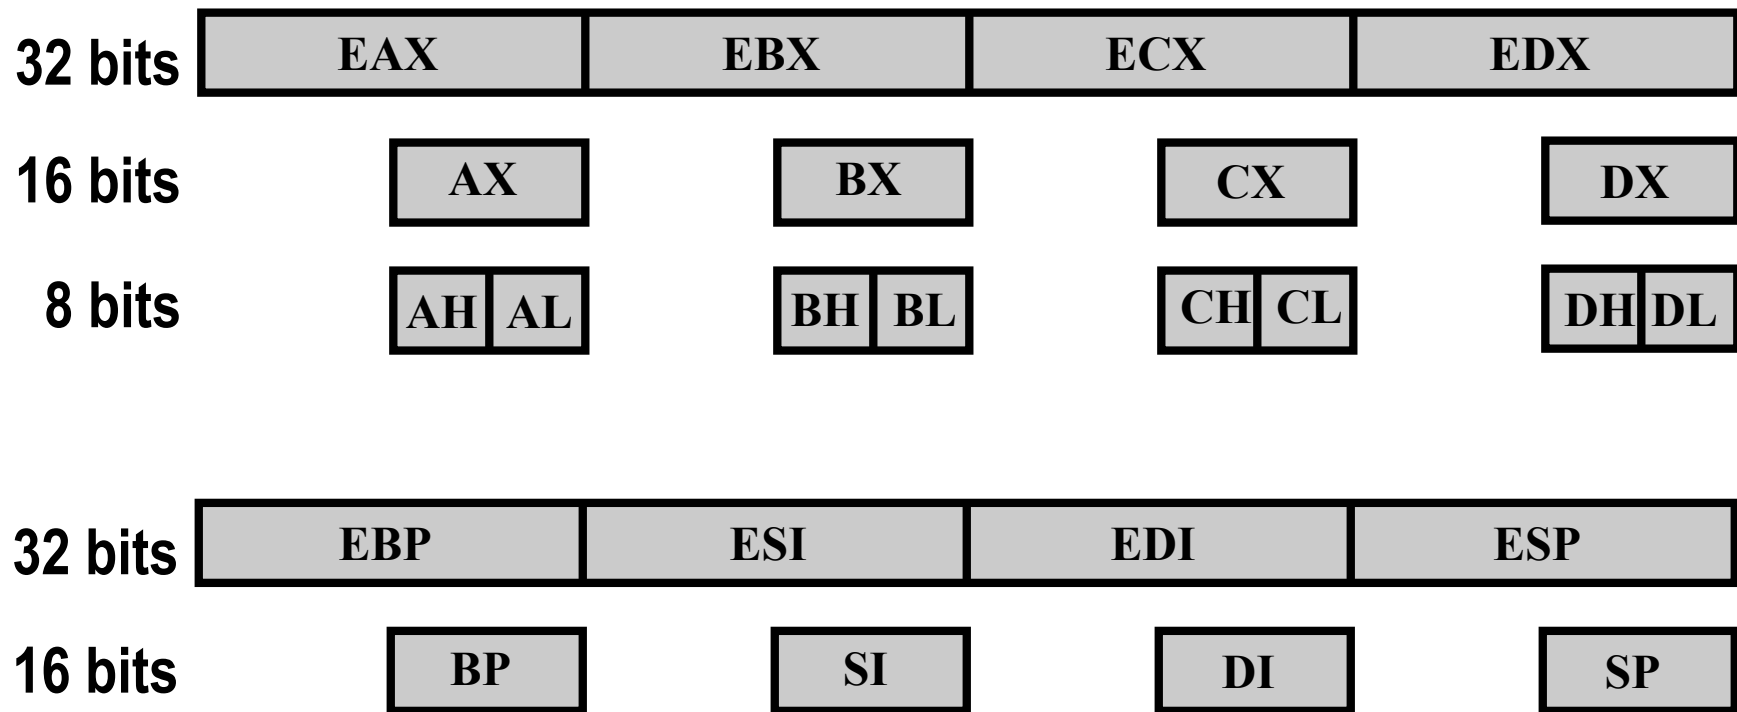 32 bits EAX EBX ECX EDX
16 bits AX BX CX DX
8 bits AH AL BH BL CH CL DH DL
32 bits EBP ESI EDI ESP
16 bits BP SI DI SP